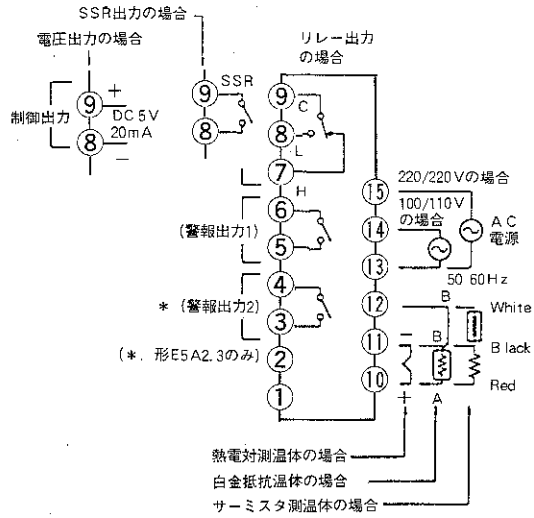 SSR出力の場合
電圧出力の場合
リレー出力
の場合
制御出力
9
+
DC5V
20mA
8
−
9
SSR
8
9
C
8
L
7
H
6
(警報出力1)
5
4
* (警報出力2)
3
(*. 形E5A2.3のみ)
2
1
15
220/220Vの場合
100/110V
の場合
14
AC
電源
13
50 60Hz
12
B
White
11
−
B
Black
10
Red
+
A
熱電対測温体の場合
白金抵抗温体の場合
サーミスタ測温体の場合